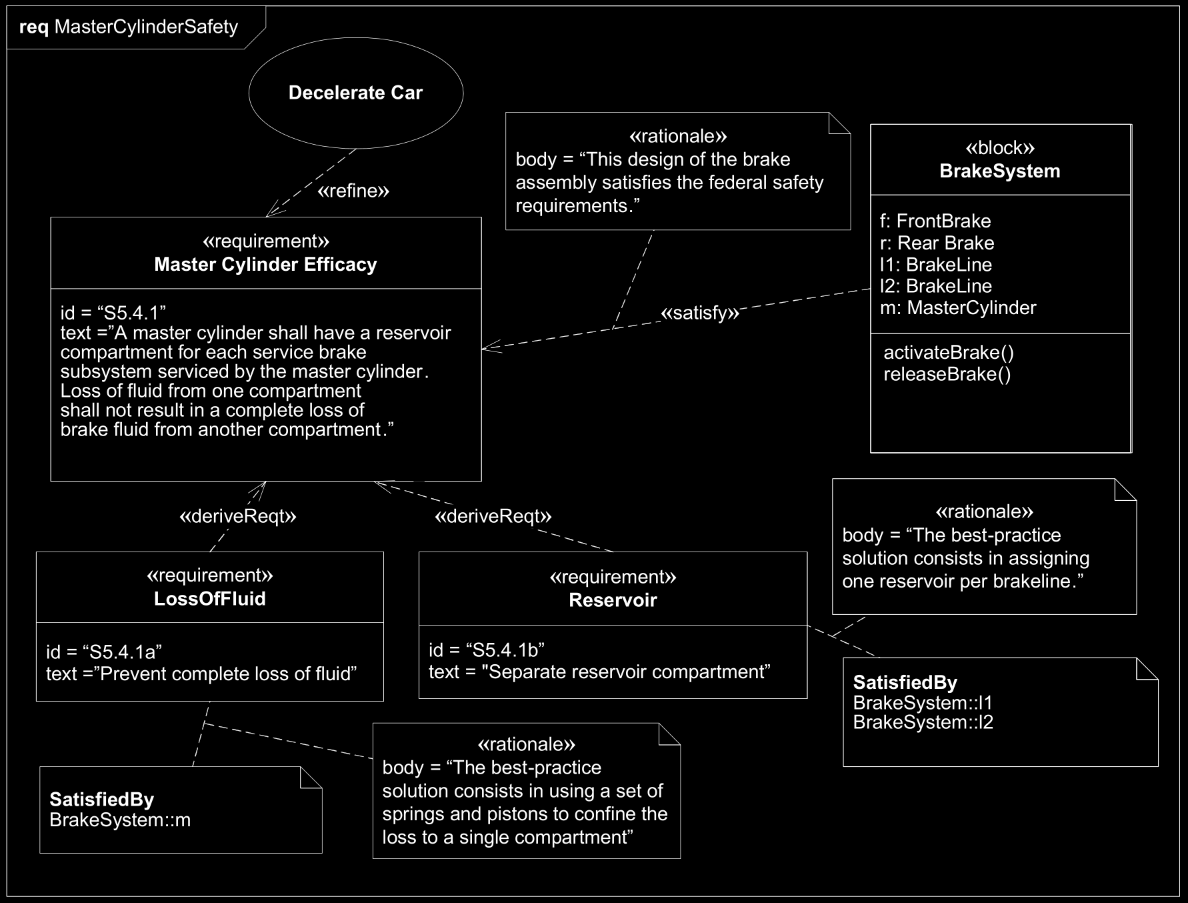 req MasterCylinderSafety
Decelerate Car
«refine»
«requirement»
Master Cylinder Efficacy
id = “S5.4.1”
text =”A master cylinder shall have a reservoir
compartment for each service brake
subsystem serviced by the master cylinder.
Loss of fluid from one compartment
shall not result in a complete loss of
brake fluid from another compartment.”
«rationale»
body = “This design of the brake
assembly satisfies the federal safety
requirements.”
«satisfy»
«block»
BrakeSystem
f: FrontBrake
r: Rear Brake
l1: BrakeLine
l2: BrakeLine
m: MasterCylinder
activateBrake()
releaseBrake()
«deriveReqt»
«deriveReqt»
«requirement»
LossOfFluid
id = “S5.4.1a”
text =”Prevent complete loss of fluid”
«requirement»
Reservoir
id = “S5.4.1b”
text = "Separate reservoir compartment”
«rationale»
body = “The best-practice
solution consists in assigning
one reservoir per brakeline.”
SatisfiedBy
BrakeSystem::l1
BrakeSystem::l2
SatisfiedBy
BrakeSystem::m
«rationale»
body = “The best-practice
solution consists in using a set of
springs and pistons to confine the
loss to a single compartment”